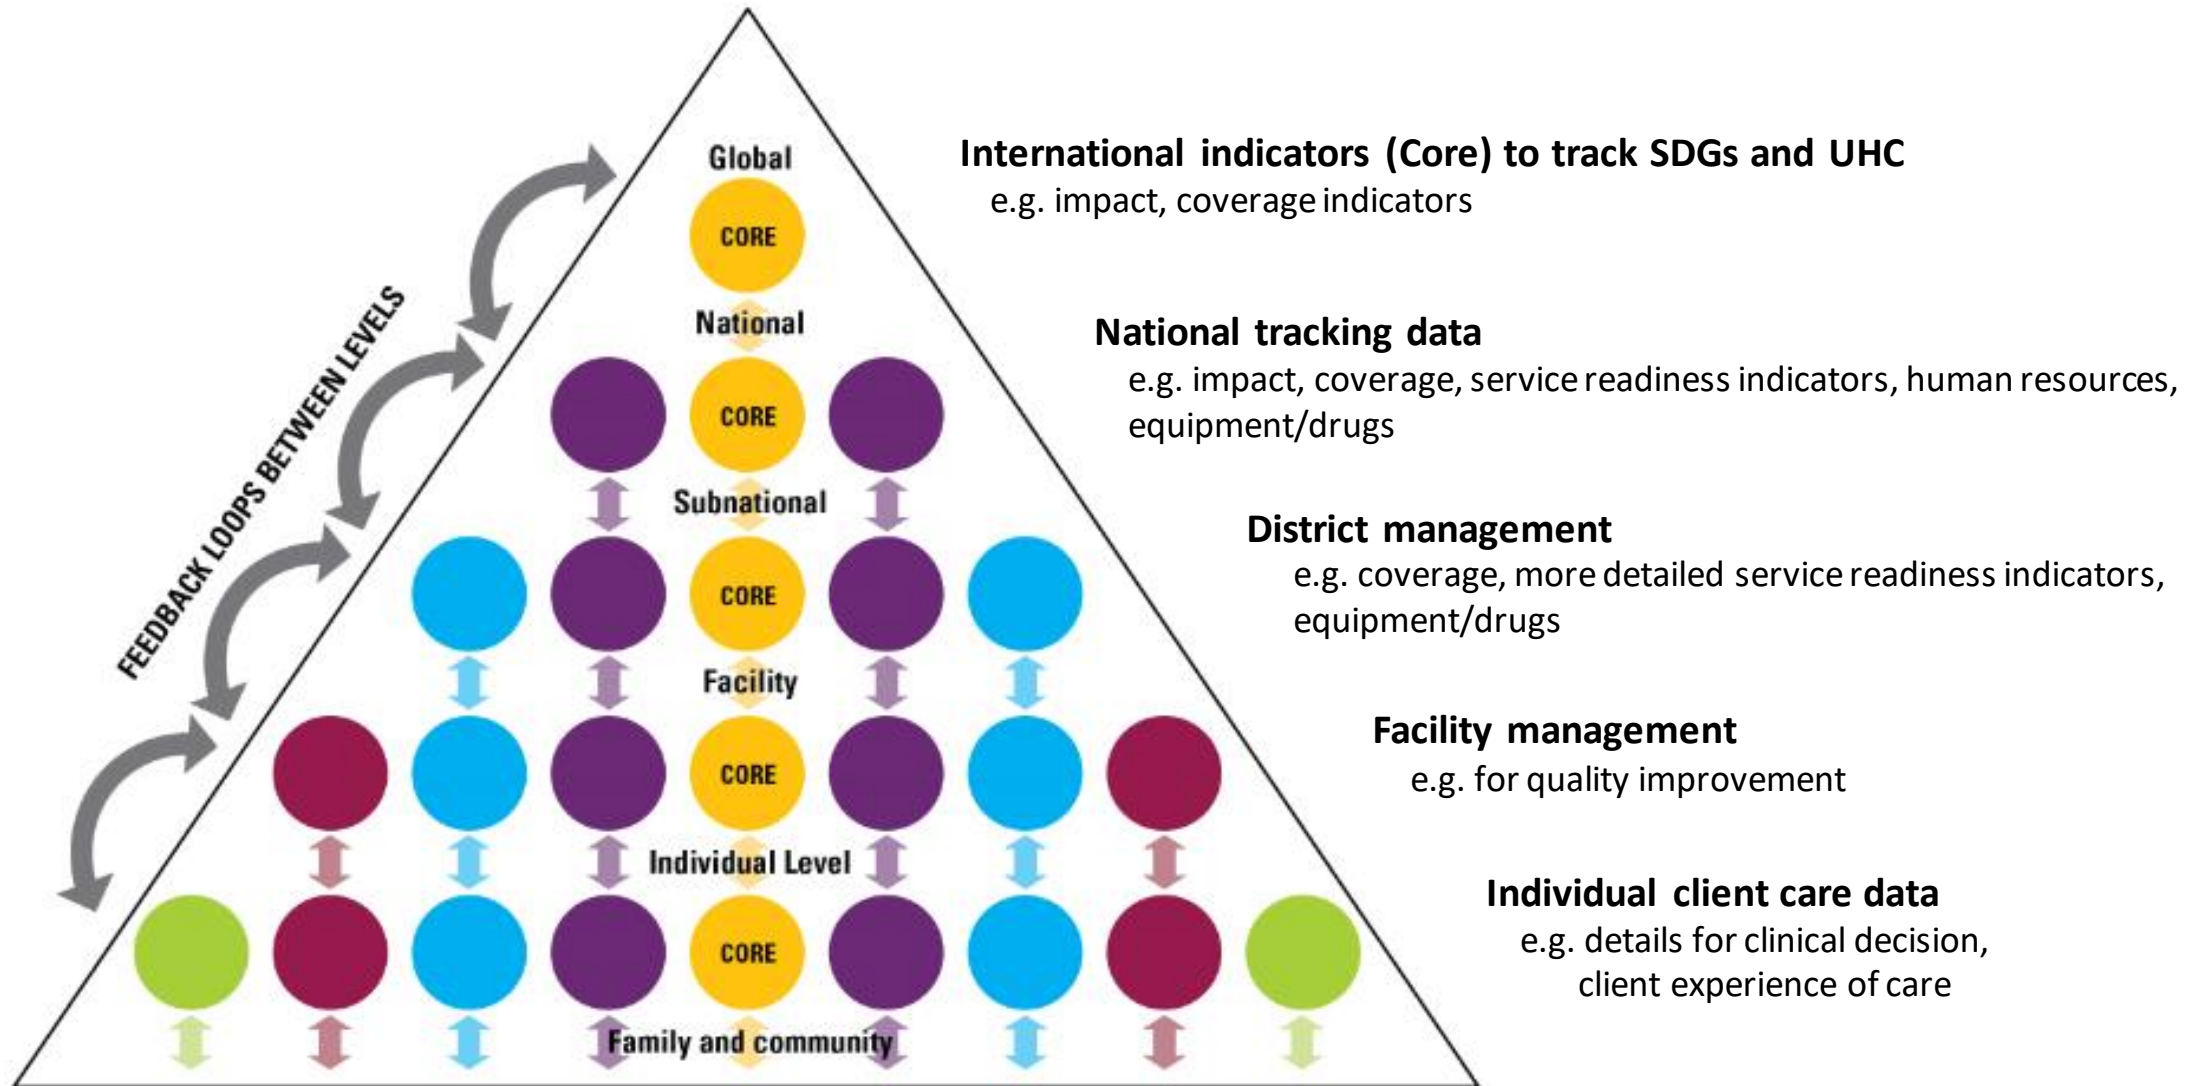 Global
CORE
National
CORE
Subnational
CORE
Facility
CORE
Individual Level
CORE
Family and community
FEEDBACK LOOPS BETWEEN LEVELS
International indicators (Core) to track SDGs and UHC
e.g. impact, coverage indicators
National tracking data
e.g. impact, coverage, service readiness indicators, human resources,
equipment/drugs
District management
e.g. coverage, more detailed service readiness indicators,
equipment/drugs
Facility management
e.g. for quality improvement
Individual client care data
e.g. details for clinical decision,
client experience of care